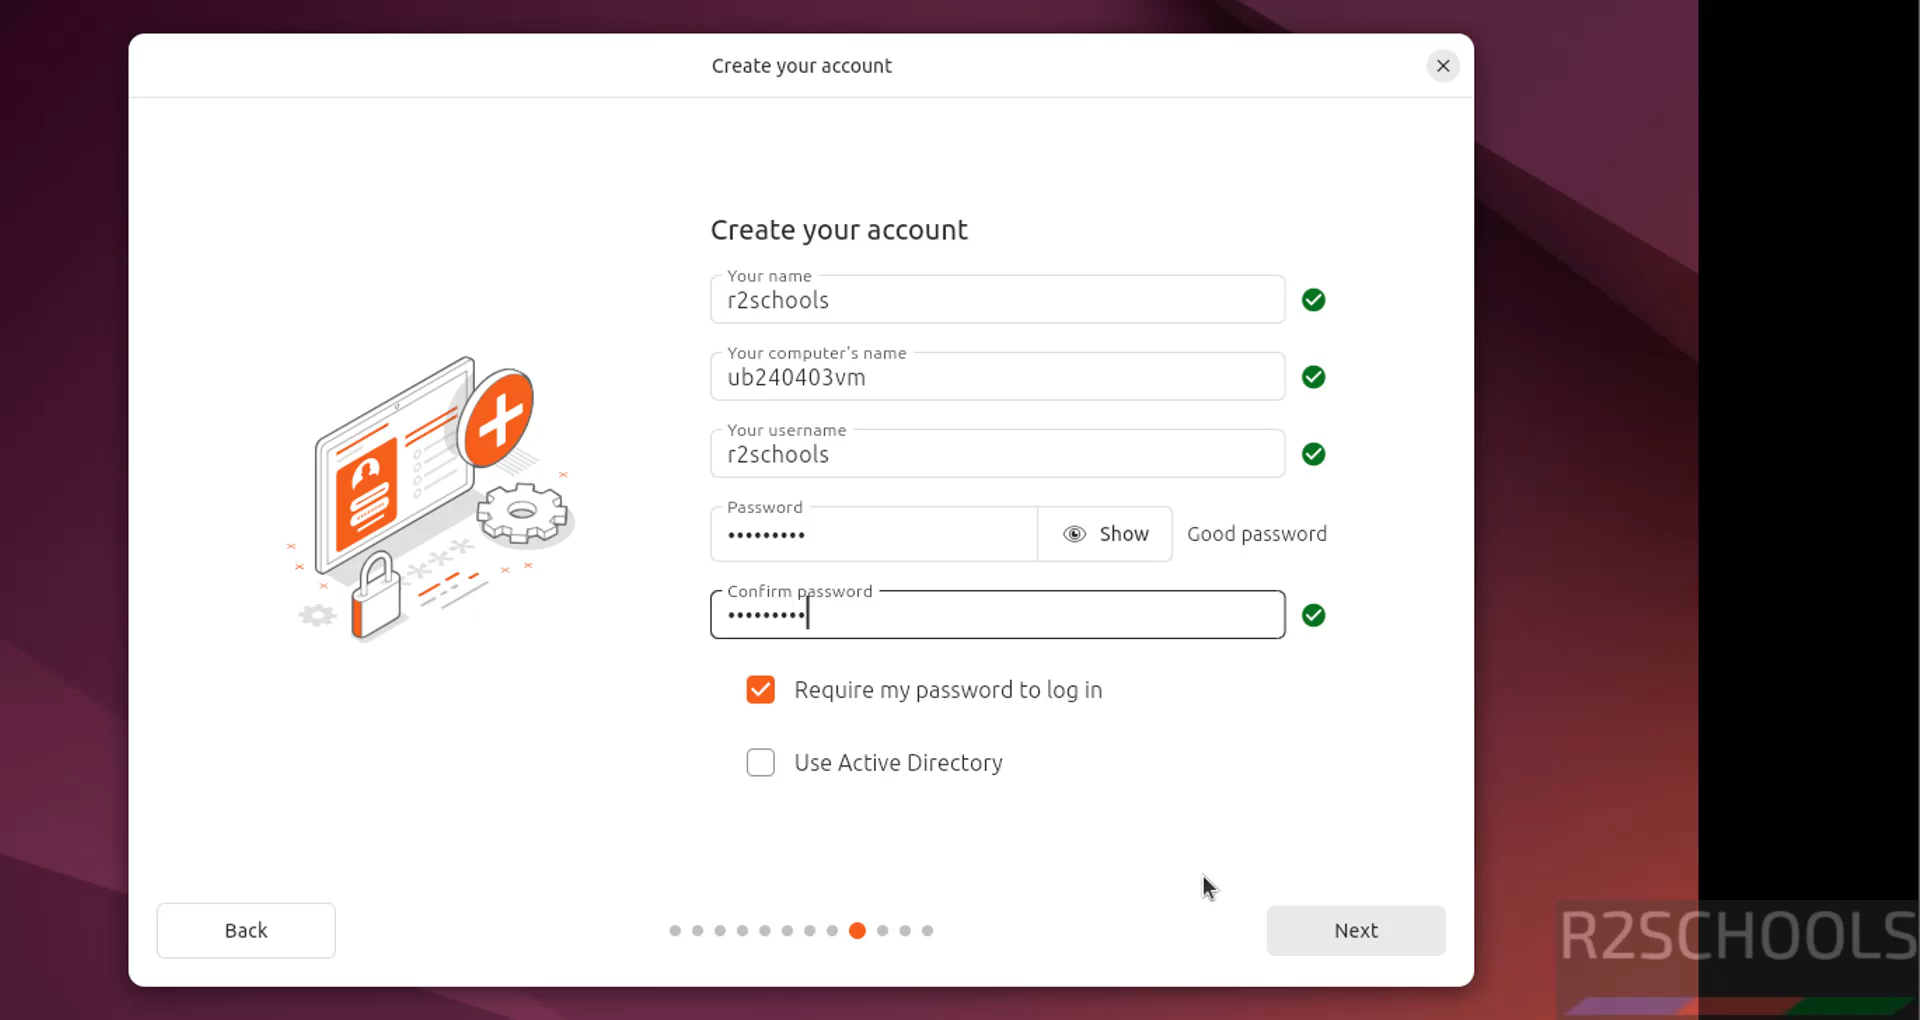 Create your account
Create your account
Your name
r2schools
Your computer's name
ub240403vm
Your username
r2schools
Password
•••••••••
Show
Good password
Confirm password
•••••••••
Require my password to log in
Use Active Directory
Back
Next
R2SCHOOLS